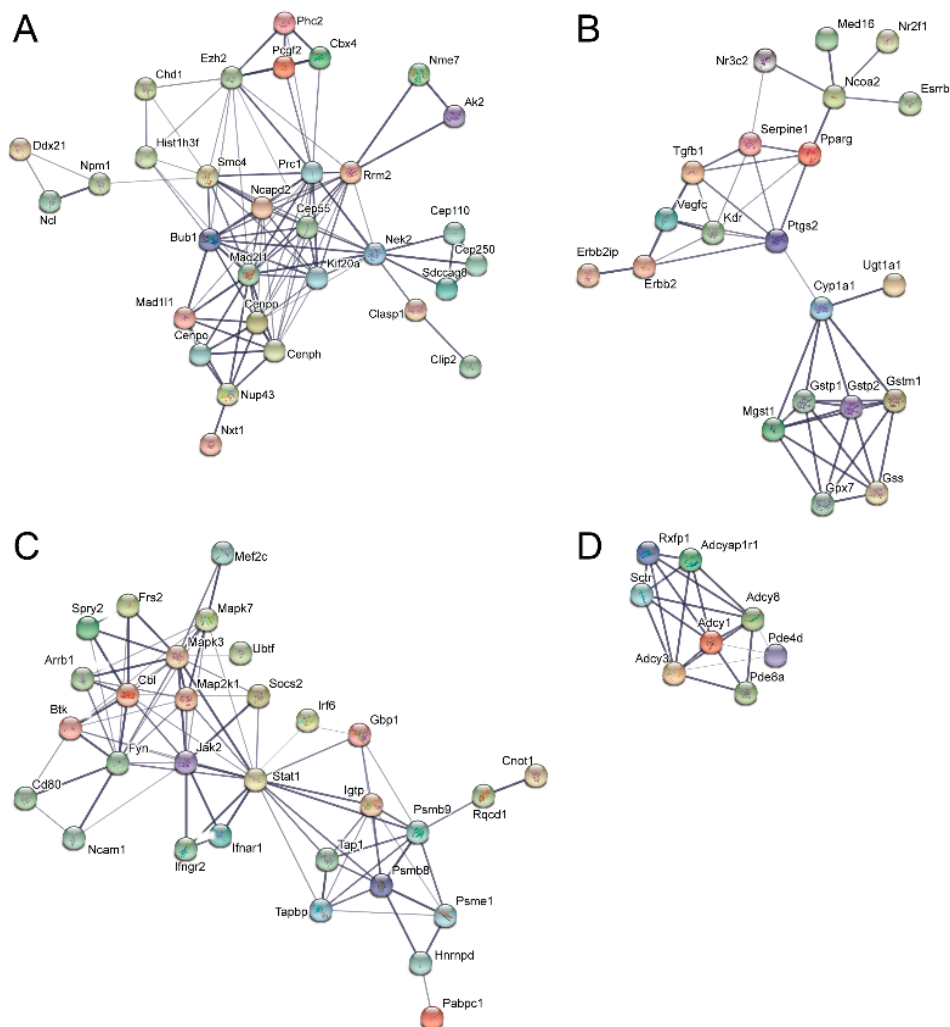 A
Phc2
Pcgf2
Cbx4
Ezh2
Chd1
Nme7
Ak2
Ddx21
Npm1
Hist1h3f
Ncl
Smc4
Prc1
Rrm2
Ncapd2
Cep55
Cep110
Bub1
Nek2
Cep250
Mad2l1
Kif20a
Sdccag8
Mad1l1
Cenpp
Clasp1
Cenpo
Cenph
Clip2
Nup43
Nxt1
B
Med16
Nr2f1
Nr3c2
Ncoa2
Esrrb
Serpine1
Pparg
Tgfb1
Vegfc
Kdr
Ptgs2
Erbb2ip
Erbb2
Ugt1a1
Cyp1a1
Gstp1
Gstp2
Gstm1
Mgst1
Gpx7
Gss
C
Mef2c
Frs2
Spry2
Mapk7
Mapk3
Ubtf
Arrb1
Cbl
Map2k1
Socs2
Btk
Irf6
Gbp1
Fyn
Jak2
Stat1
Cnot1
Cd80
Igtp
Psmb9
Rqcd1
Ncam1
Ifngr2
Ifnar1
Tap1
Psmb8
Tapbp
Psme1
Hnrnpd
Pabpc1
D
Rxfp1
Adcyap1r1
Sctr
Adcy8
Adcy1
Pde4d
Adcy3
Pde8a